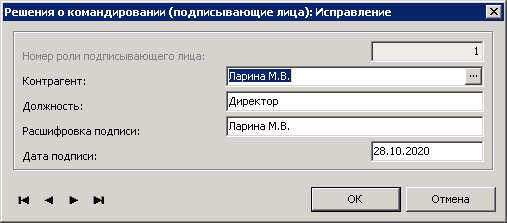 Решения о командировании (подписывающие лица): Исправление
Номер роли подписывающего лица: 1
Контрагент: Ларина М.В. ...
Должность: Директор
Расшифровка подписи: Ларина М.В.
Дата подписи: 28.10.2020
OK Отмена